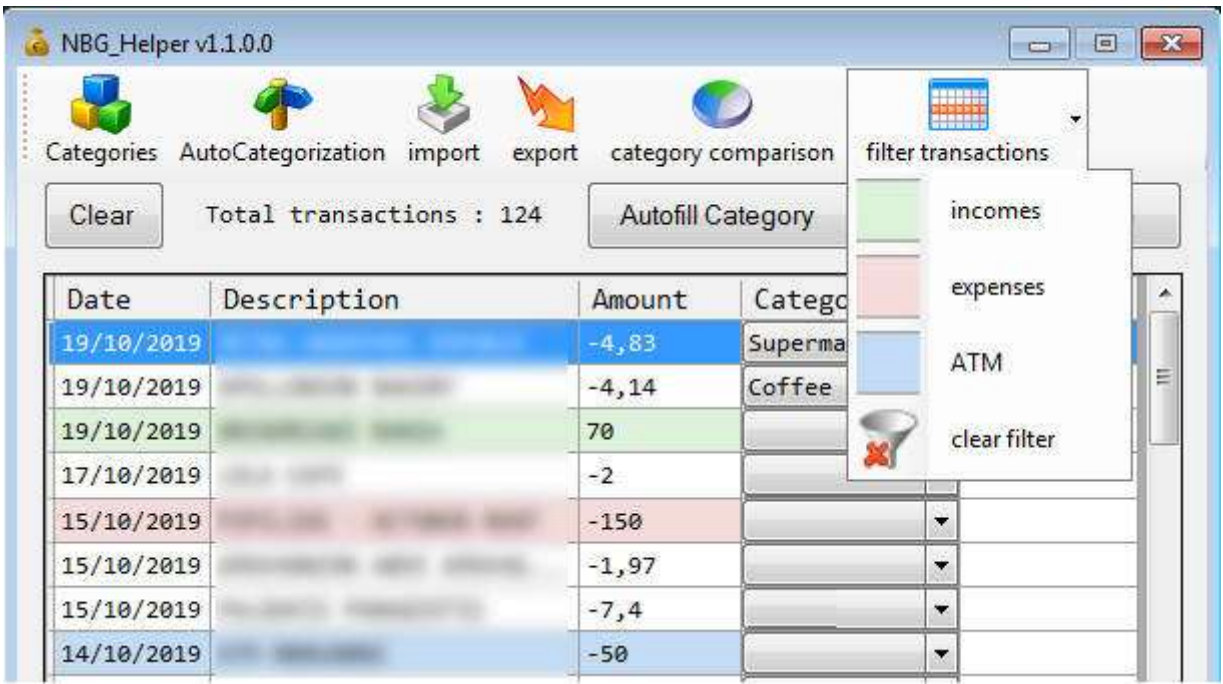 NBG_Helper v1.1.0.0
Categories AutoCategorization import export category comparison filter transactions
Clear Total transactions : 124 Autofill Category
incomes
expenses
ATM
clear filter
Date Description Amount Catego
19/10/2019 -4,83 Superma
19/10/2019 -4,14 Coffee
19/10/2019 70
17/10/2019 -2
15/10/2019 -150
15/10/2019 -1,97
15/10/2019 -7,4
14/10/2019 -50